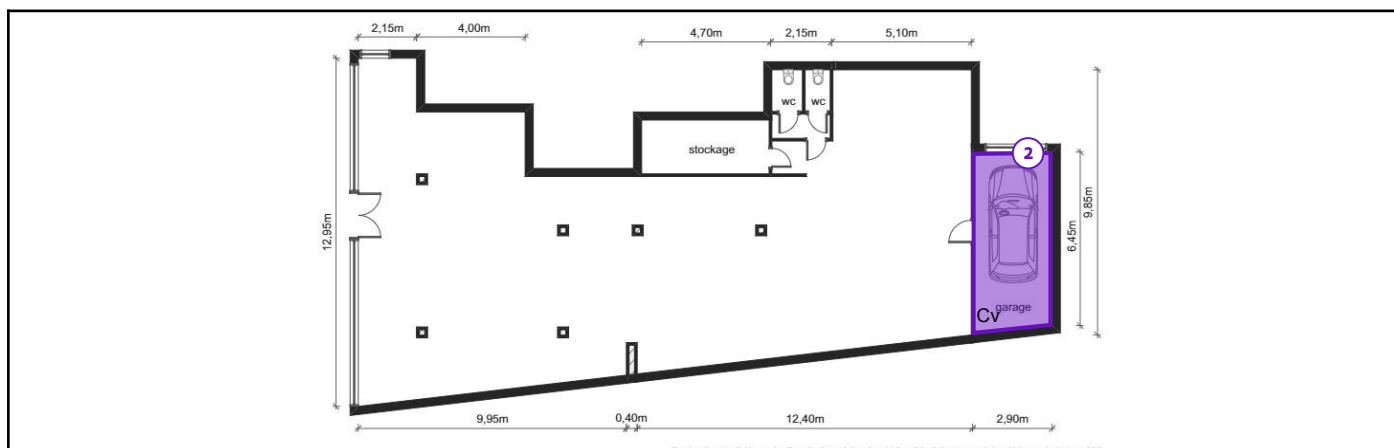 2,15m
4,00m
4,70m
2,15m
5,10m
wc
wc
stockage
2
12,95m
6,45m
9,85m
garage
Cv
9,95m
0,40m
12,40m
2,90m